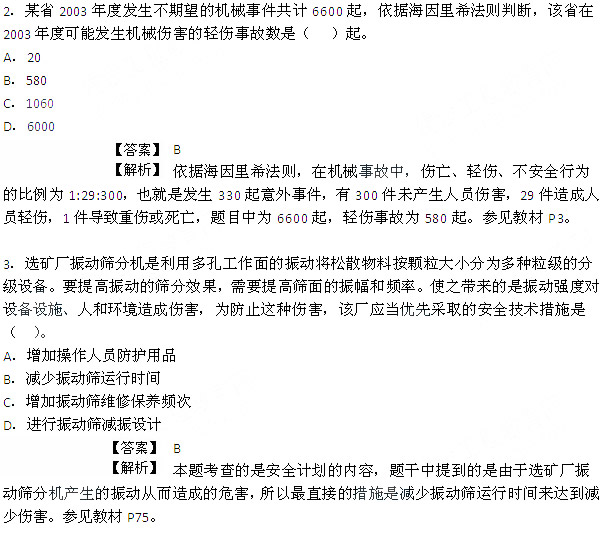 2. 某省 2003 年度发生不期望的机械事件共计 6600 起，依据海因里希法则判断，该省在
2003 年度可能发生机械伤害的轻伤事故数是（ ）起。
A. 20
B. 580
C. 1060
D. 6000
【答案】 B
【解析】 依据海因里希法则，在机械事故中，伤亡、轻伤、不安全行为
的比例为 1:29:300，也就是发生 330 起意外事件，有 300 件未产生人员伤害，29 件造成人
员轻伤，1 件导致重伤或死亡，题目中为 6600 起，轻伤事故为 580 起。参见教材 P3。
3. 选矿厂振动筛分机是利用多孔工作面的振动将松散物料按颗粒大小分为多种粒级的分
级设备。要提高振动的筛分效果，需要提高筛面的振幅和频率。使之带来的是振动强度对
设备设施、人和环境造成伤害，为防止这种伤害，该厂应当优先采取的安全技术措施是
（ ）。
A. 增加操作人员防护用品
B. 减少振动筛运行时间
C. 增加振动筛维修保养频次
D. 进行振动筛减振设计
【答案】 B
【解析】 本题考查的是安全计划的内容，题干中提到的是由于选矿厂振
动筛分机产生的振动从而造成的危害，所以最直接的措施是减少振动筛运行时间来达到减
少伤害。参见教材 P75。